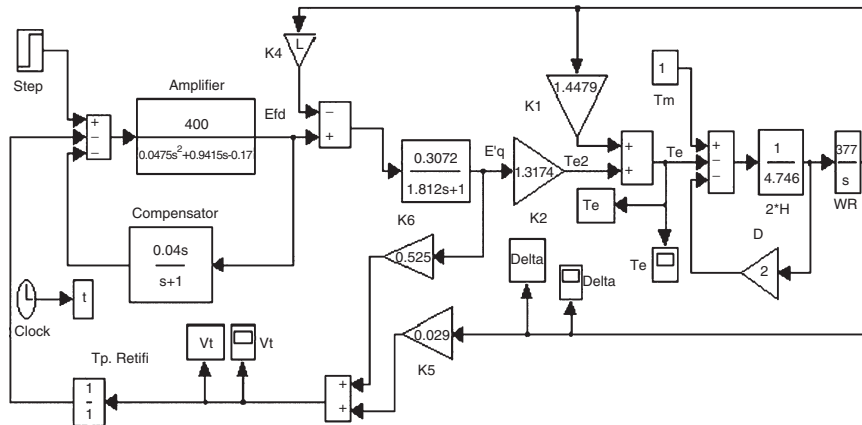 K4
L
Step
Amplifier
400
0.0475s²+0.9415s-0.17
Efd
K1
1.4479
1
Tm
0.3072
1.812s+1
E'q
1.3174
Te2
K2
Te
Te
1
4.746
2*H
377
s
WR
D
2
Te
Compensator
0.04s
s+1
K6
0.525
Clock
t
Delta
Delta
0.029
K5
Vt
Vt
Tp. Retifi
1
1
+
−
−
−
+
+
+
+
−
−
+
+